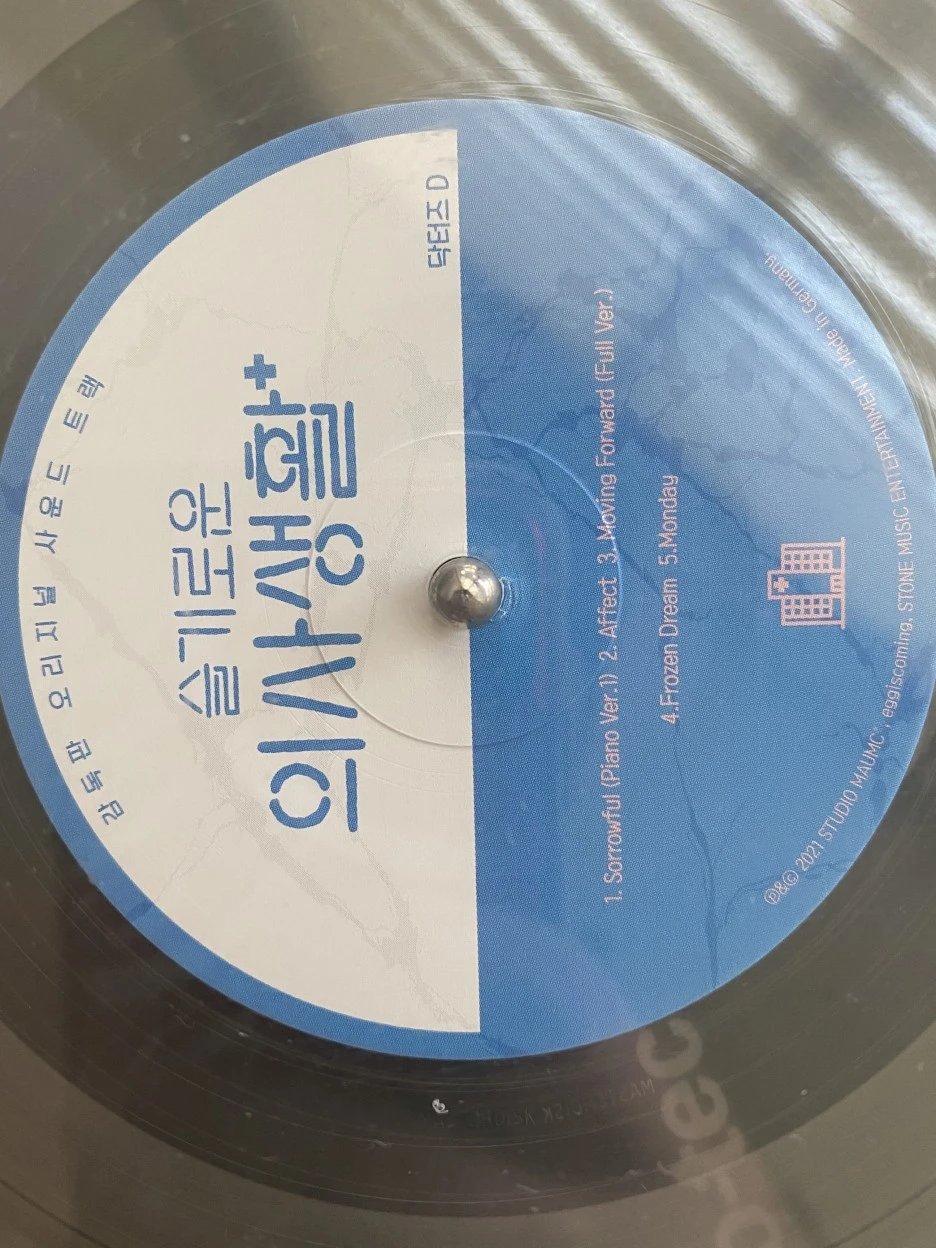 감독판 오리지널 사운드 트랙
슬기로운
의사생활+
닥터즈 D
1. Sorrowful (Piano Ver.1) 2. Affect 3. Moving Forward (Full Ver.)
4.Frozen Dream 5.Monday
℗&© 2021 STUDIO MAUMC, eggiscoming, STONE MUSIC ENTERTAINMENT. Made in Germany.